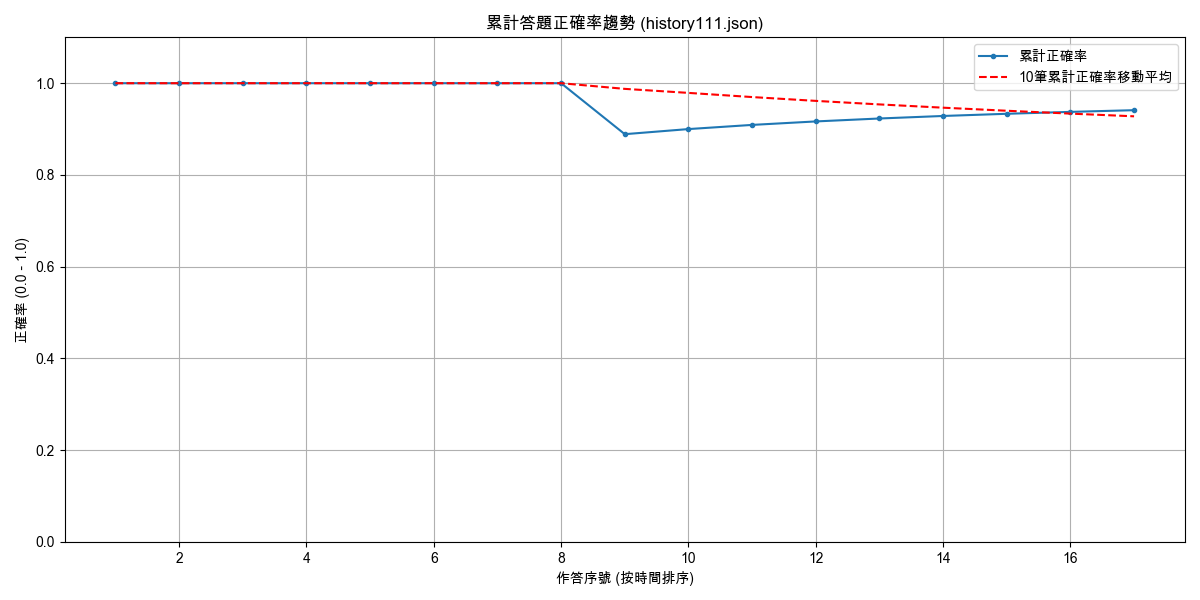 累計答題正確率趨勢 (history111.json)
累計正確率
10筆累計正確率移動平均
正確率 (0.0 - 1.0)
1.0
0.8
0.6
0.4
0.2
0.0
2 4 6 8 10 12 14 16
作答序號 (按時間排序)